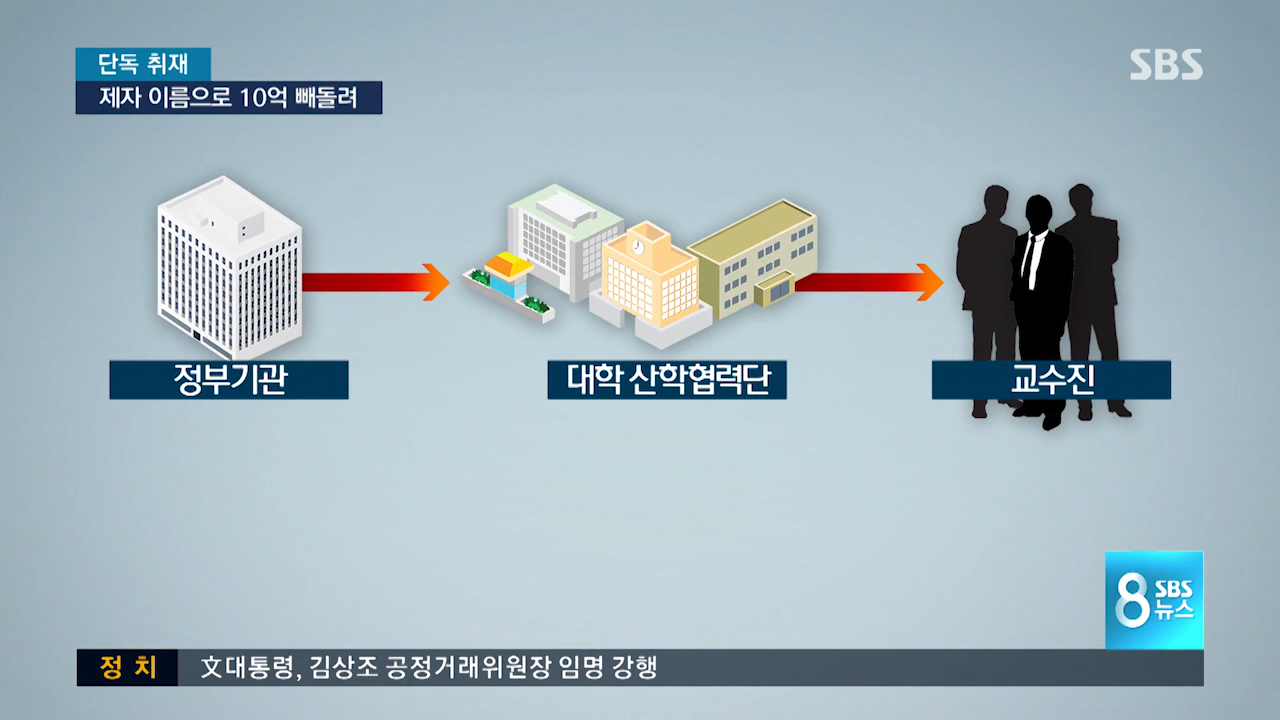 단독 취재
SBS
제자 이름으로 10억 빼돌려
정부기관
대학 산학협력단
교수진
8 SBS 뉴스
정 치
文대통령, 김상조 공정거래위원장 임명 강행